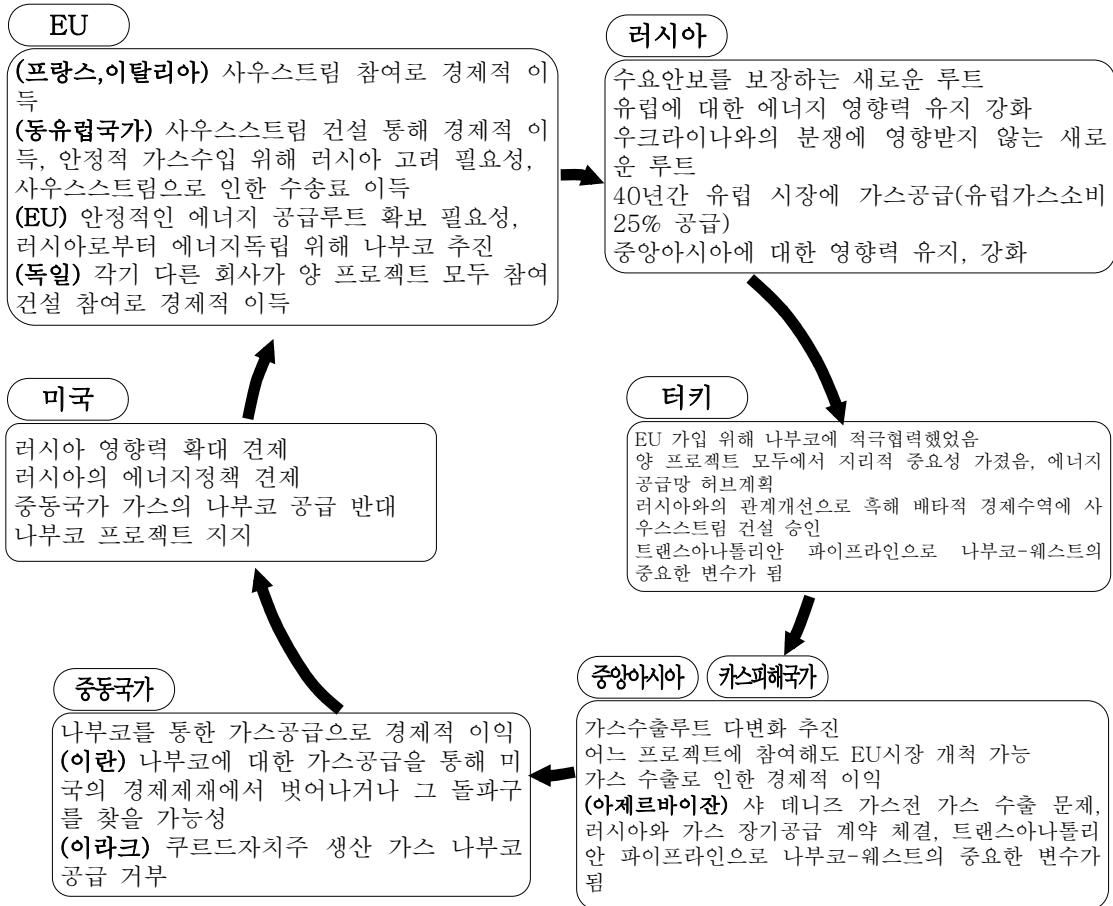 EU
(프랑스,이탈리아) 사우스트림 참여로 경제적 이
득
(동유럽국가) 사우스스트림 건설 통해 경제적 이
득, 안정적 가스수입 위해 러시아 고려 필요성,
사우스스트림으로 인한 수송료 이득
(EU) 안정적인 에너지 공급루트 확보 필요성,
러시아로부터 에너지독립 위해 나부코 추진
(독일) 각기 다른 회사가 양 프로젝트 모두 참여
건설 참여로 경제적 이득
러시아
수요안보를 보장하는 새로운 루트
유럽에 대한 에너지 영향력 유지 강화
우크라이나와의 분쟁에 영향받지 않는 새로
운 루트
40년간 유럽 시장에 가스공급(유럽가스소비
25% 공급)
중앙아시아에 대한 영향력 유지, 강화
터키
EU 가입 위해 나부코에 적극협력했었음
양 프로젝트 모두에서 지리적 중요성 가졌음, 에너지
공급망 허브계획
러시아와의 관계개선으로 흑해 배타적 경제수역에 사
우스스트림 건설 승인
트랜스아나톨리안 파이프라인으로 나부코-웨스트의
중요한 변수가 됨
중앙아시아
카스피해국가
가스수출루트 다변화 추진
어느 프로젝트에 참여해도 EU시장 개척 가능
가스 수출로 인한 경제적 이익
(아제르바이잔) 샤 데니즈 가스전 가스 수출 문제,
러시아와 가스 장기공급 계약 체결, 트랜스아나톨리
안 파이프라인으로 나부코-웨스트의 중요한 변수가
됨
중동국가
나부코를 통한 가스공급으로 경제적 이익
(이란) 나부코에 대한 가스공급을 통해 미
국의 경제제재에서 벗어나거나 그 돌파구
를 찾을 가능성
(이라크) 쿠르드자치주 생산 가스 나부코
공급 거부
미국
러시아 영향력 확대 견제
러시아의 에너지정책 견제
중동국가 가스의 나부코 공급 반대
나부코 프로젝트 지지